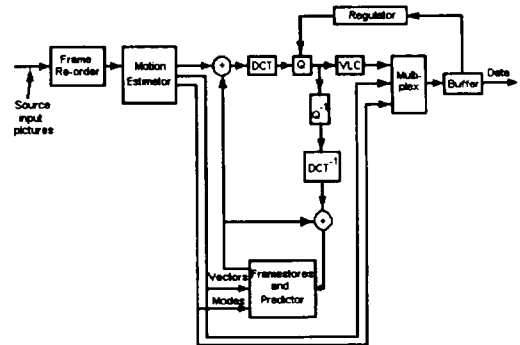 Regulator
Frame
Re-order
Motion
Estimator
+
DCT
Q
VLC
Multi-
plex
Buffer
Data
Source
input
pictures
Q-1
DCT-1
+
Vectors
Modes
Framestores
and
Predictor